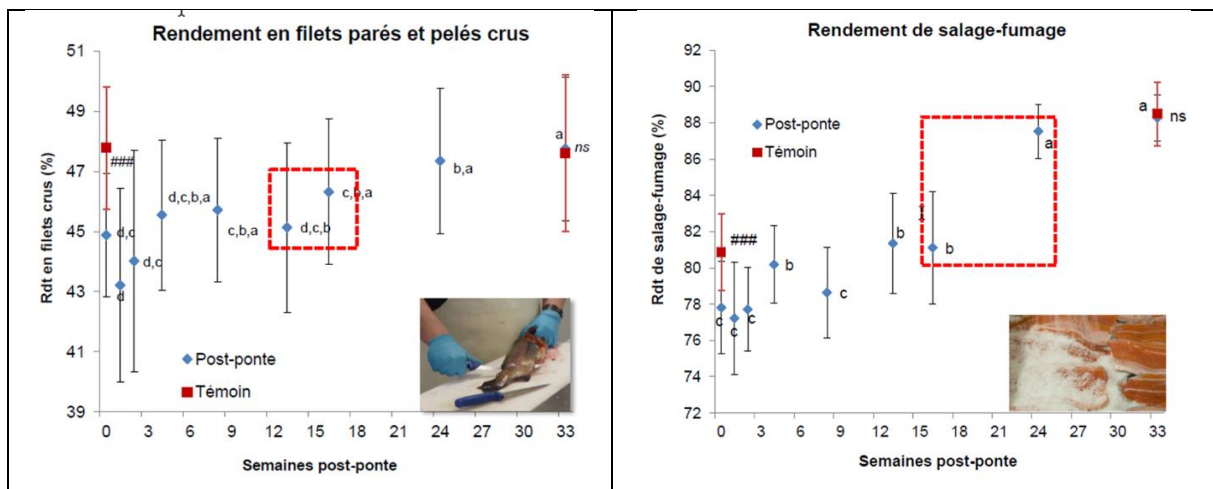 Rendement en filets parés et pelés crus
51
49
47
45
43
41
39
Rdt en filets crus (%)
###
d,c
d
d,c
d,c,b,a
c,b,a
d,c,b
c,b,a
b,a
a
ns
Post-ponte
Témoin
0 3 6 9 12 15 18 21 24 27 30 33
Semaines post-ponte
Rendement de salage-fumage
92
90
88
86
84
82
80
78
76
74
72
Rdt de salage-fumage (%)
Post-ponte
Témoin
###
c
c
c
b
c
b
b
a
a
ns
0 3 6 9 12 15 18 21 24 27 30 33
Semaines post-ponte